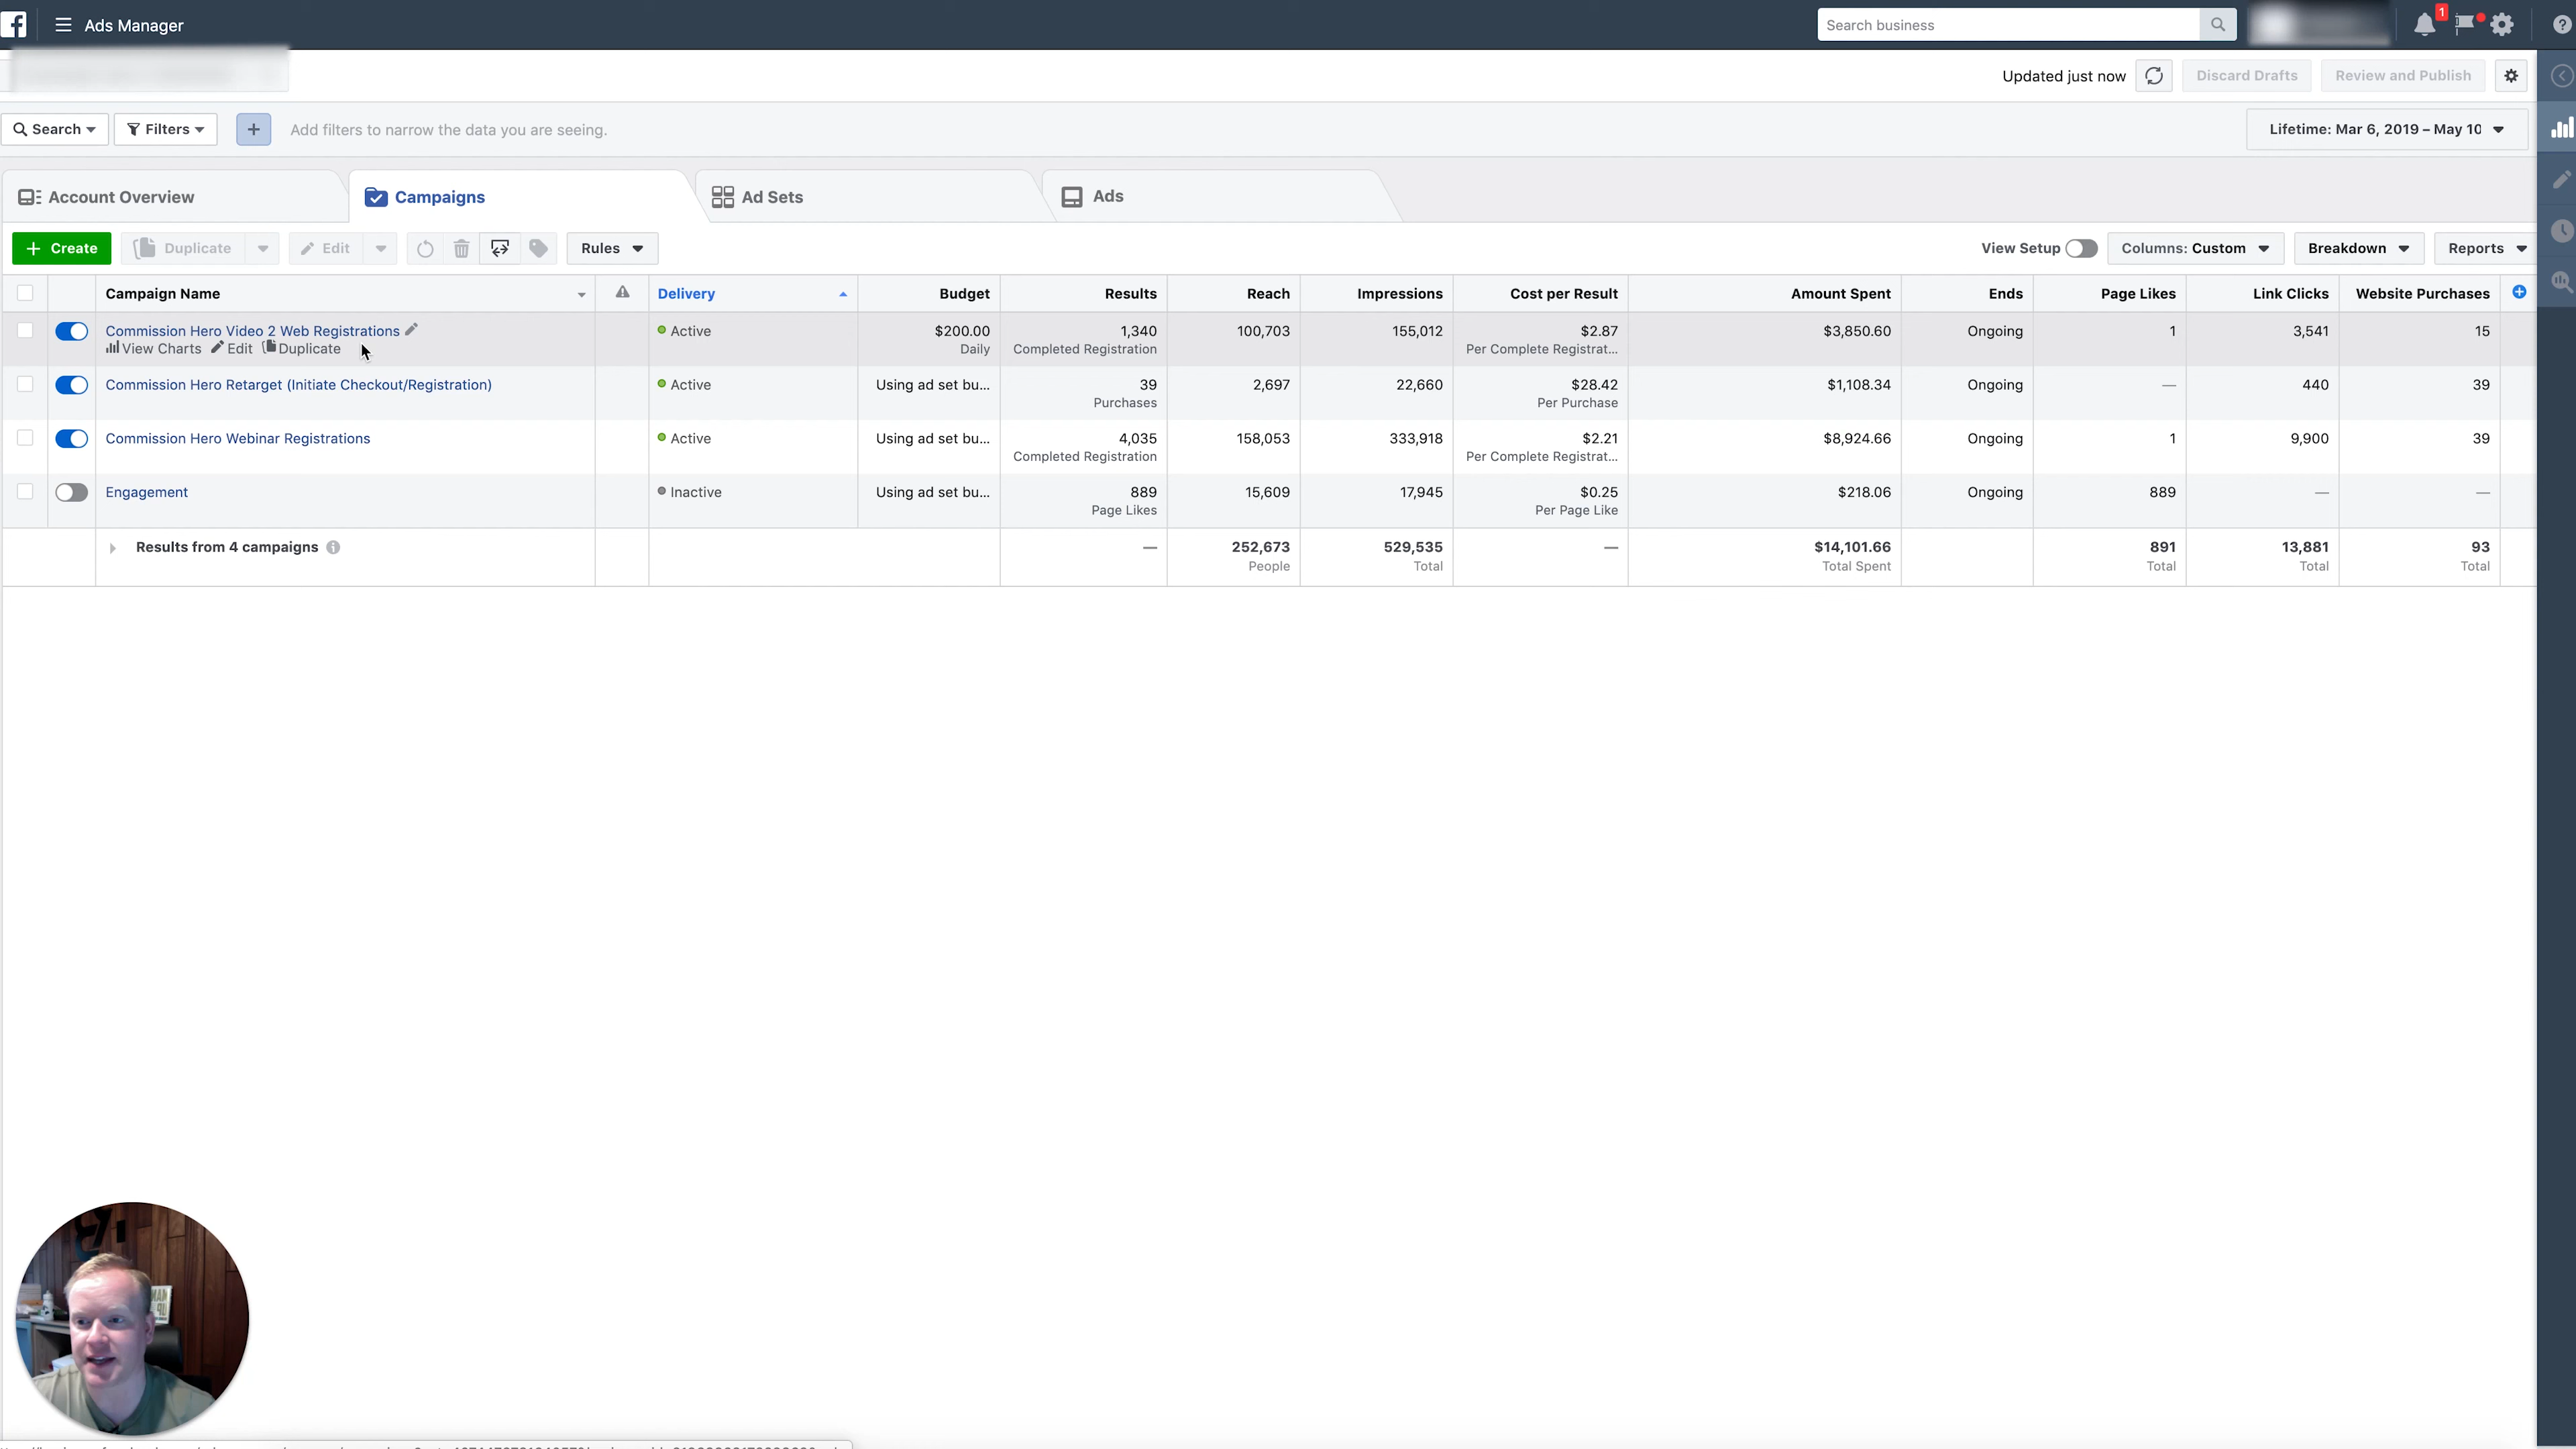 Ads Manager
Search business
1
Updated just now
Discard Drafts
Review and Publish
Search
Filters
+
Add filters to narrow the data you are seeing.
Lifetime: Mar 6, 2019 – May 10
Account Overview
Campaigns
Ad Sets
Ads
+ Create
Duplicate
Edit
Rules
View Setup
Columns: Custom
Breakdown
Reports
Campaign Name
Delivery
Budget
Results
Reach
Impressions
Cost per Result
Amount Spent
Ends
Page Likes
Link Clicks
Website Purchases
Commission Hero Video 2 Web Registrations
Active
$200.00
1,340
100,703
155,012
$2.87
$3,850.60
Ongoing
1
3,541
15
View Charts
Edit
Duplicate
Daily
Completed Registration
Per Complete Registrat...
Commission Hero Retarget (Initiate Checkout/Registration)
Active
Using ad set bu...
39
2,697
22,660
$28.42
$1,108.34
Ongoing
—
440
39
Purchases
Per Purchase
Commission Hero Webinar Registrations
Active
Using ad set bu...
4,035
158,053
333,918
$2.21
$8,924.66
Ongoing
1
9,900
39
Completed Registration
Per Complete Registrat...
Engagement
Inactive
Using ad set bu...
889
15,609
17,945
$0.25
$218.06
Ongoing
889
—
—
Page Likes
Per Page Like
Results from 4 campaigns
—
252,673
529,535
—
$14,101.66
891
13,881
93
People
Total
Total Spent
Total
Total
Total